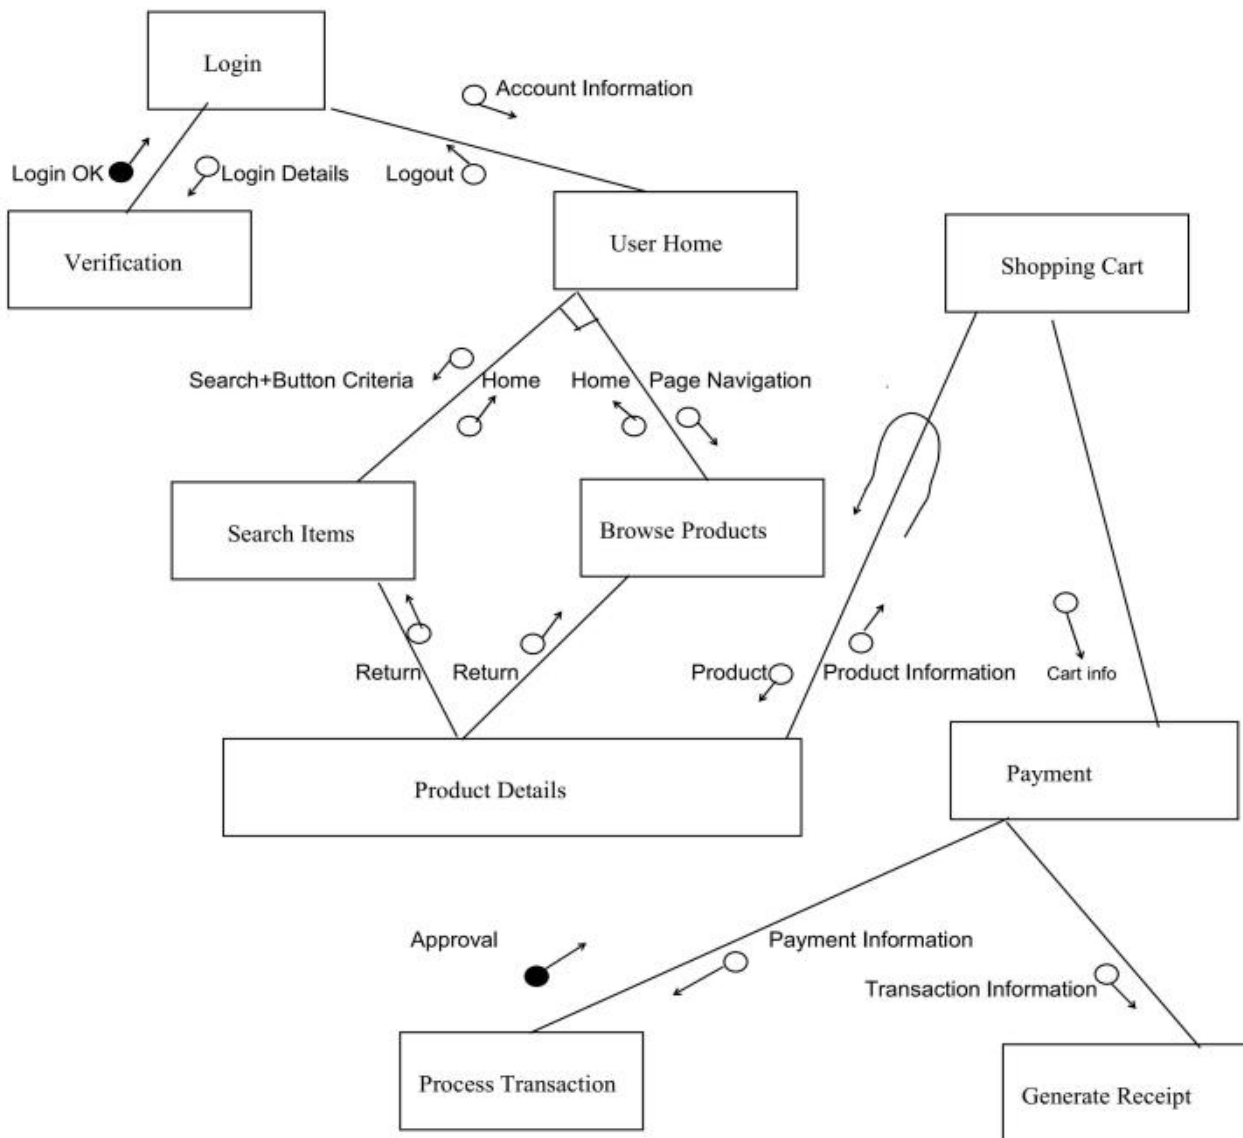 Login
Account Information
Login OK
Login Details
Logout
Verification
User Home
Shopping Cart
Search+Button Criteria
Home
Home
Page Navigation
Search Items
Browse Products
Return
Return
Product
Product Information
Cart info
Product Details
Payment
Approval
Payment Information
Transaction Information
Process Transaction
Generate Receipt